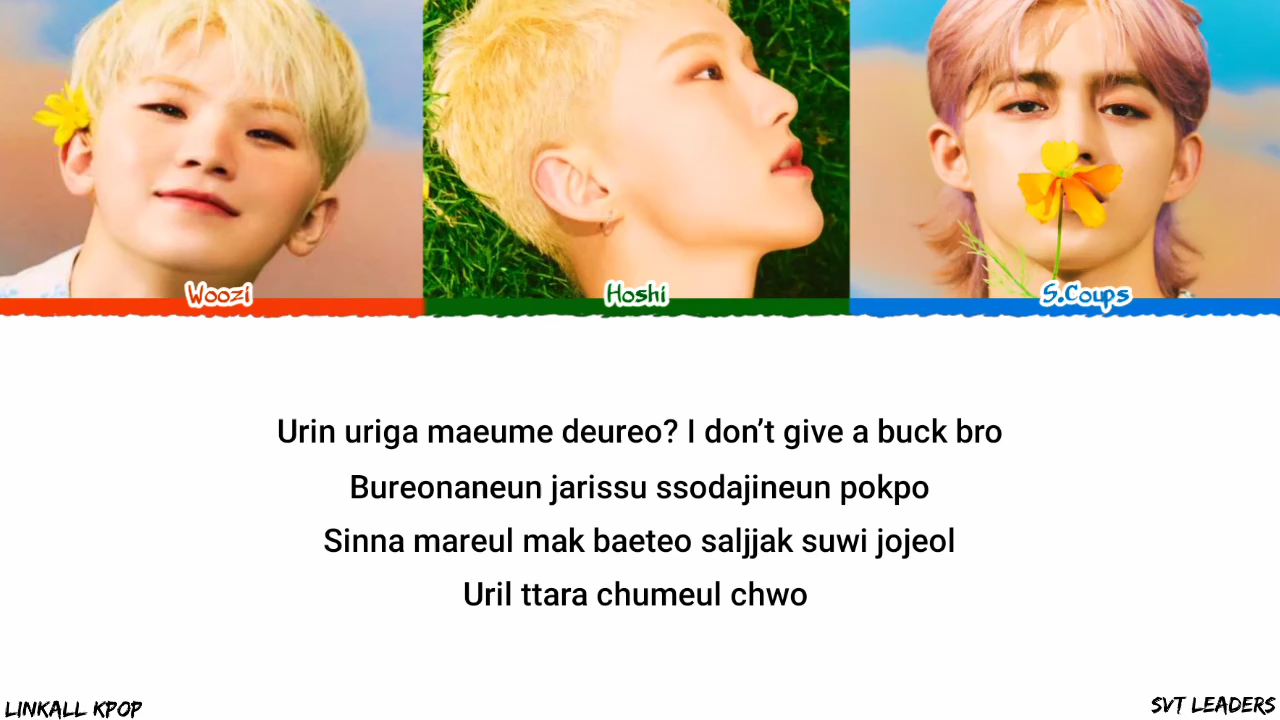 Woozi
Hoshi
S.Coups
Urin uriga maeume deureo? I don’t give a buck bro
Bureonaneun jarissu ssodajineun pokpo
Sinna mareul mak baeteo saljjak suwi jojeol
Uril ttara chumeul chwo
LINKALL KPOP
SVT LEADERS